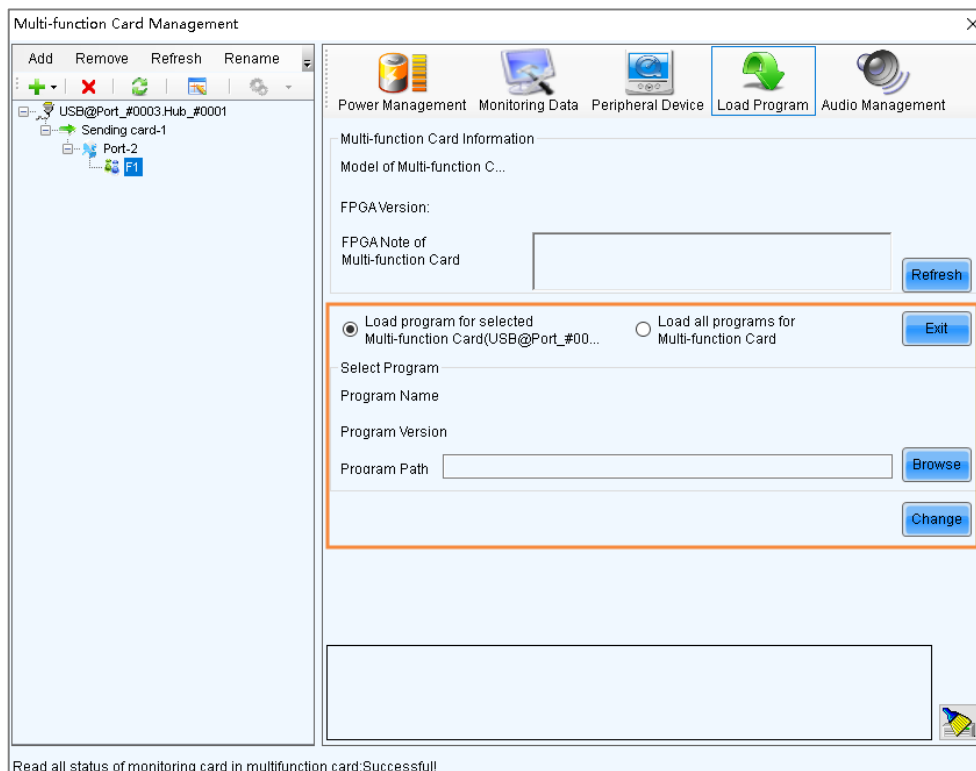 Multi-function Card Management
Add Remove Refresh Rename
USB@Port_#0003.Hub_#0001
Sending card-1
Port-2
F1
Power Management Monitoring Data Peripheral Device Load Program Audio Management
Multi-function Card Information
Model of Multi-function C...
FPGA Version:
FPGA Note of
Multi-function Card
Refresh
Load program for selected
Multi-function Card(USB@Port_#00...
Load all programs for
Multi-function Card
Exit
Select Program
Program Name
Program Version
Program Path
Browse
Change
Read all status of monitoring card in multifunction card:Successful!